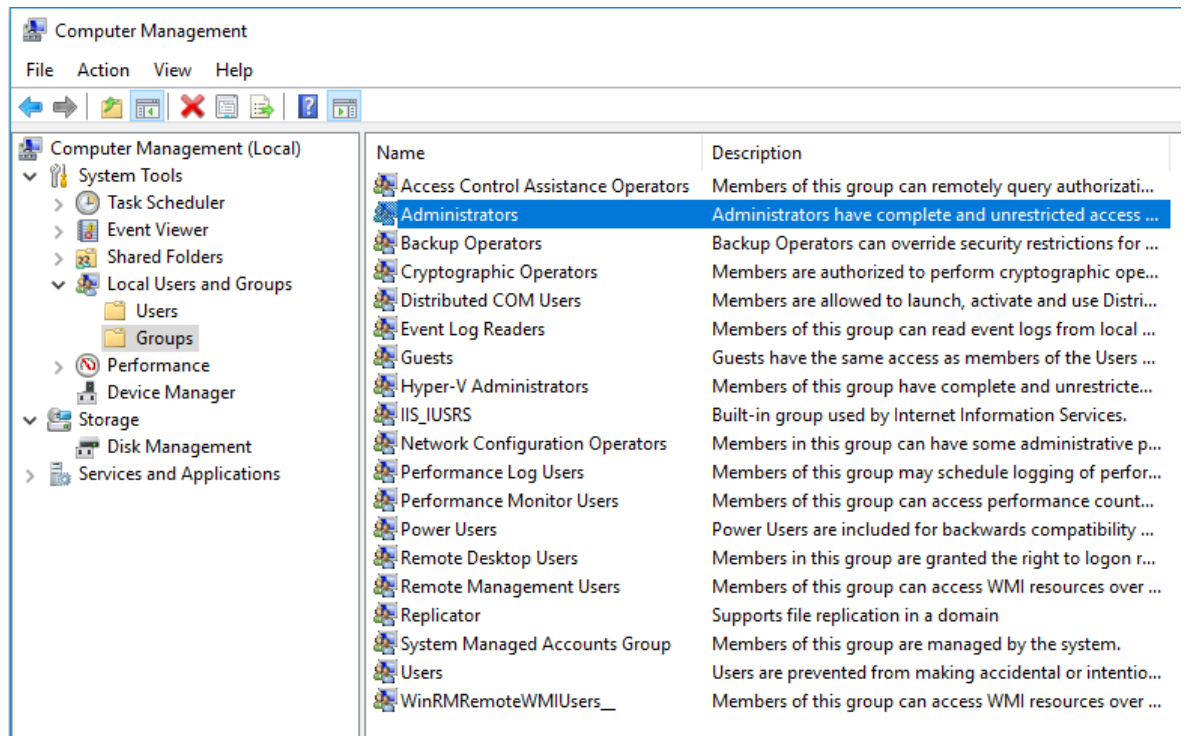 Computer Management
File Action View Help
Computer Management (Local)
System Tools
Task Scheduler
Event Viewer
Shared Folders
Local Users and Groups
Users
Groups
Performance
Device Manager
Storage
Disk Management
Services and Applications
Name Description
Access Control Assistance Operators Members of this group can remotely query authorizati...
Administrators Administrators have complete and unrestricted access ...
Backup Operators Backup Operators can override security restrictions for ...
Cryptographic Operators Members are authorized to perform cryptographic ope...
Distributed COM Users Members are allowed to launch, activate and use Distri...
Event Log Readers Members of this group can read event logs from local ...
Guests Guests have the same access as members of the Users ...
Hyper-V Administrators Members of this group have complete and unrestricte...
IIS_IUSRS Built-in group used by Internet Information Services.
Network Configuration Operators Members in this group can have some administrative p...
Performance Log Users Members of this group may schedule logging of perfor...
Performance Monitor Users Members of this group can access performance count...
Power Users Power Users are included for backwards compatibility ...
Remote Desktop Users Members in this group are granted the right to logon r...
Remote Management Users Members of this group can access WMI resources over ...
Replicator Supports file replication in a domain
System Managed Accounts Group Members of this group are managed by the system.
Users Users are prevented from making accidental or intentio...
WinRMRemoteWMIUsers__ Members of this group can access WMI resources over ...